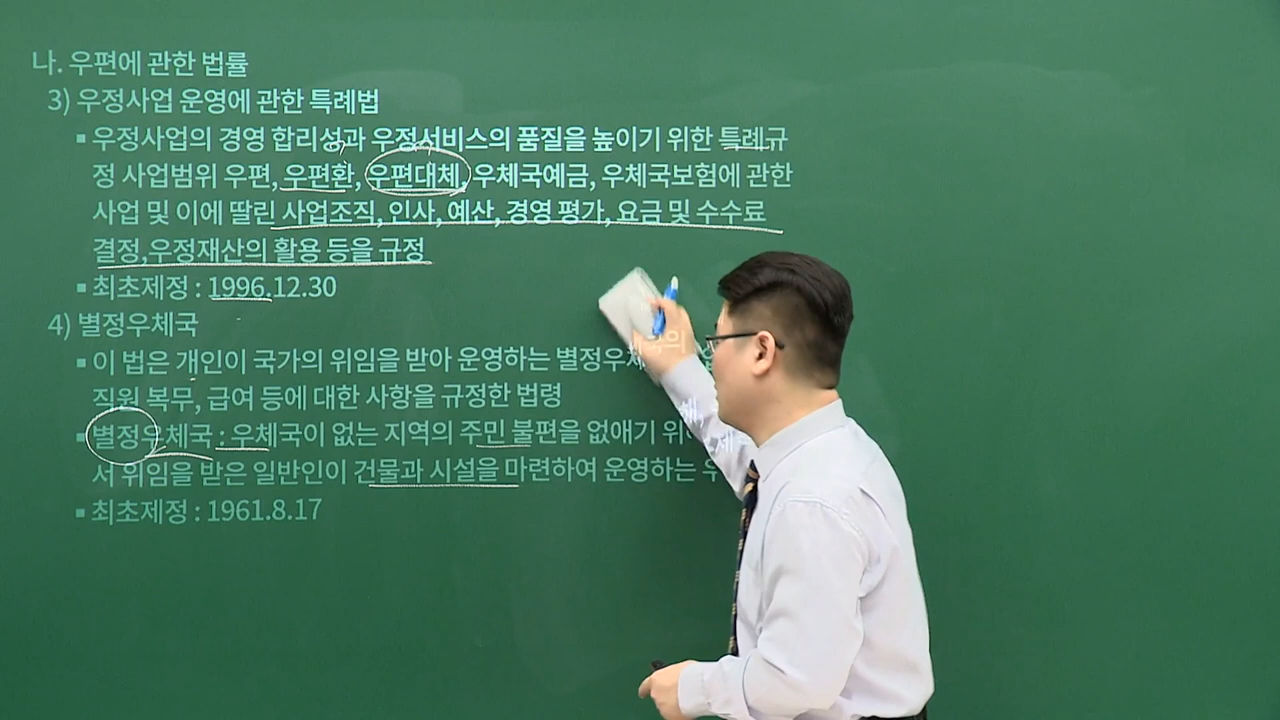 나. 우편에 관한 법률
3) 우정사업 운영에 관한 특례법
▪ 우정사업의 경영 합리성과 우정서비스의 품질을 높이기 위한 특례규
정 사업범위 우편, 우편환, 우편대체, 우체국예금, 우체국보험에 관한
사업 및 이에 딸린 사업조직, 인사, 예산, 경영 평가, 요금 및 수수료
결정,우정재산의 활용 등을 규정
▪ 최초제정 : 1996.12.30
4) 별정우체국
▪ 이 법은 개인이 국가의 위임을 받아 운영하는
직원 복무, 급여 등에 대한 사항을 규정한 법령
▪ 별정우체국 : 우체국이 없는 지역의 주민 불편을 없애기
서 위임을 받은 일반인이 건물과 시설을 마련하여 운영하는
▪ 최초제정 : 1961.8.17